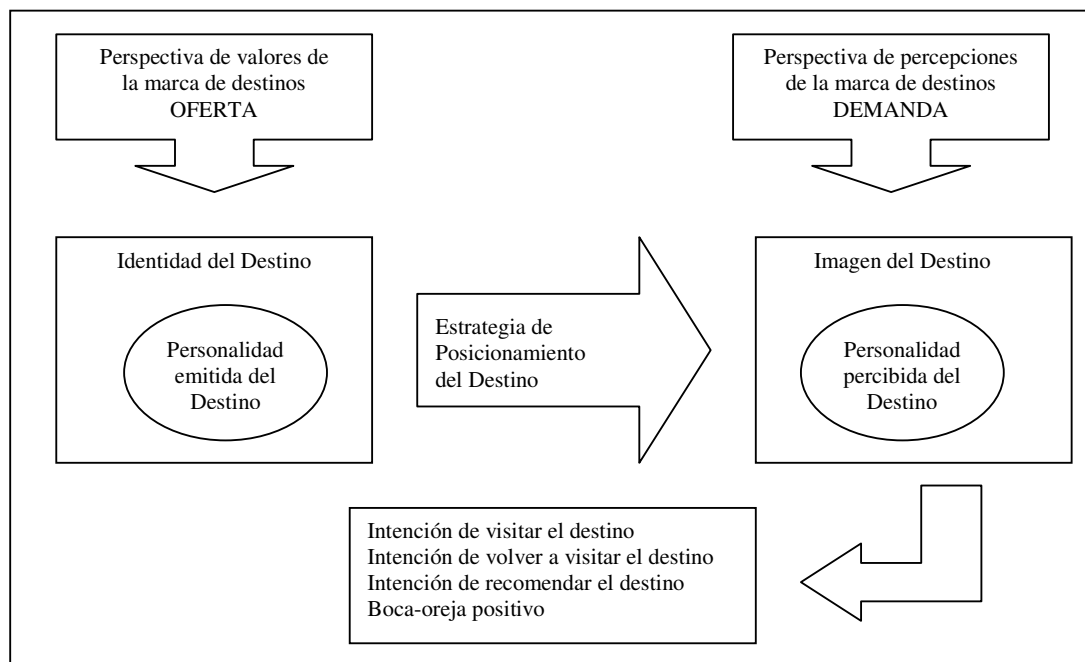 Perspectiva de valores de
la marca de destinos
OFERTA
Perspectiva de percepciones
de la marca de destinos
DEMANDA
Identidad del Destino
Personalidad
emitida del
Destino
Estrategia de
Posicionamiento
del Destino
Imagen del Destino
Personalidad
percibida del
Destino
Intención de visitar el destino
Intención de volver a visitar el destino
Intención de recomendar el destino
Boca-oreja positivo